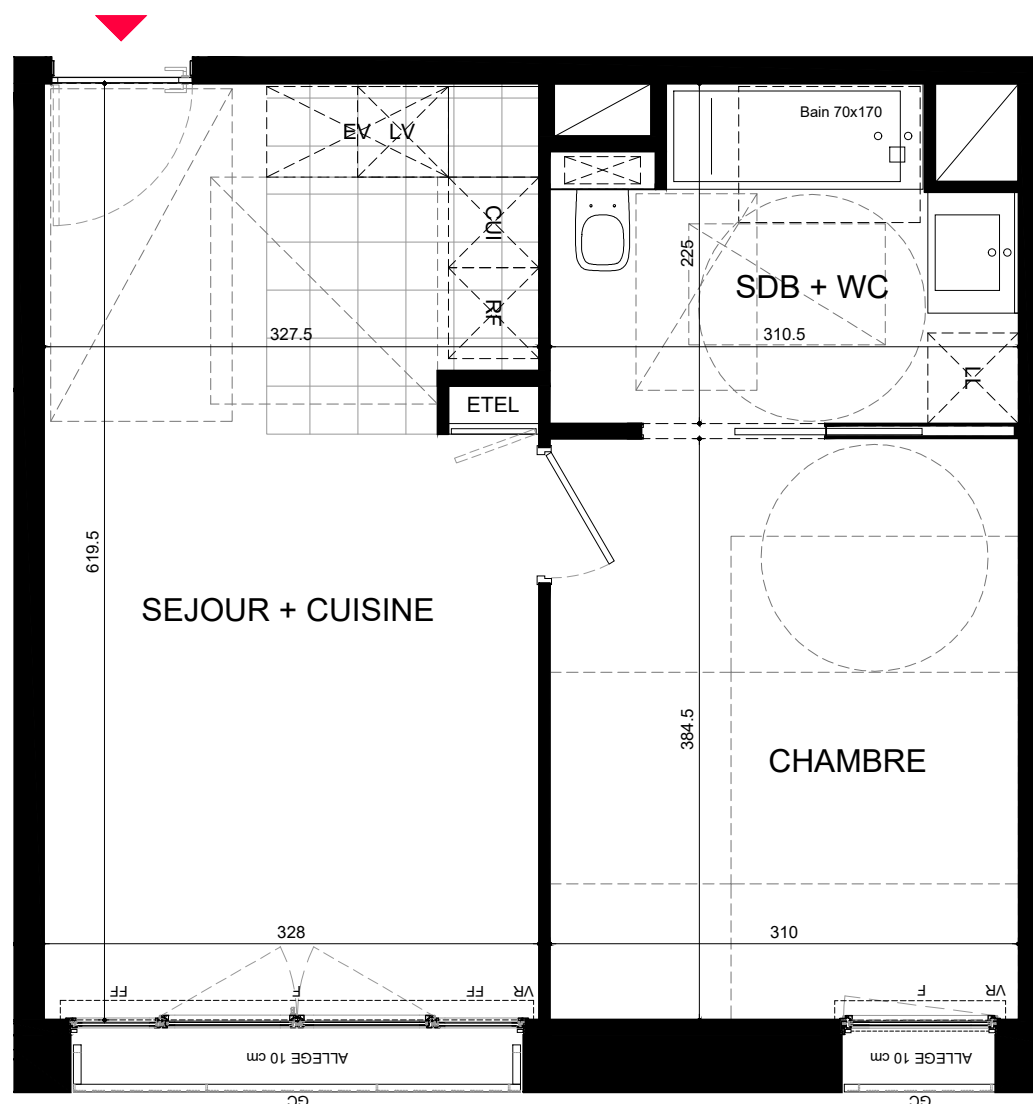 Bain 70x170
EV LV
CUI
225
SDB + WC
RF
327.5
310.5
LL
ETEL
619.5
SEJOUR + CUISINE
384.5
CHAMBRE
328
310
FF
F
FF
VR
F
VR
ALLEGE 10 cm
ALLEGE 10 cm
GC
GC